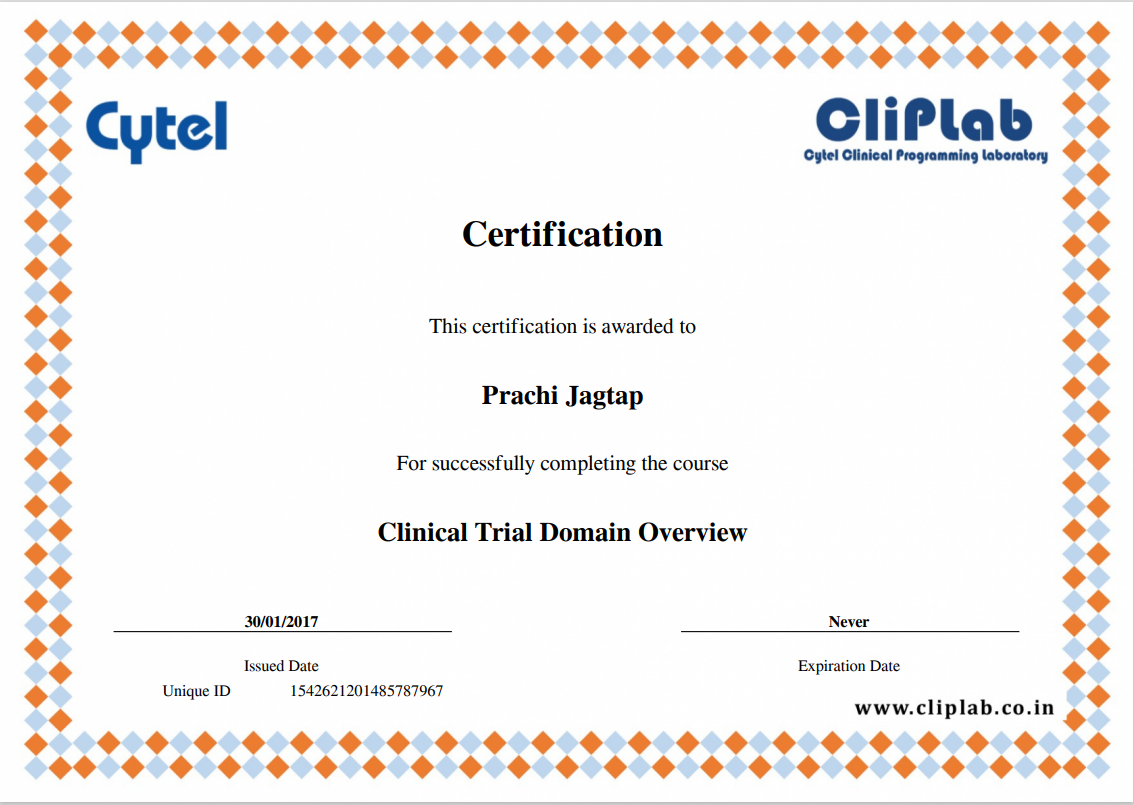 Cytel
CliPLab
Cytel Clinical Programming Laboratory
Certification
This certification is awarded to
Prachi Jagtap
For successfully completing the course
Clinical Trial Domain Overview
30/01/2017
Never
Issued Date
Expiration Date
Unique ID 1542621201485787967
www.cliplab.co.in